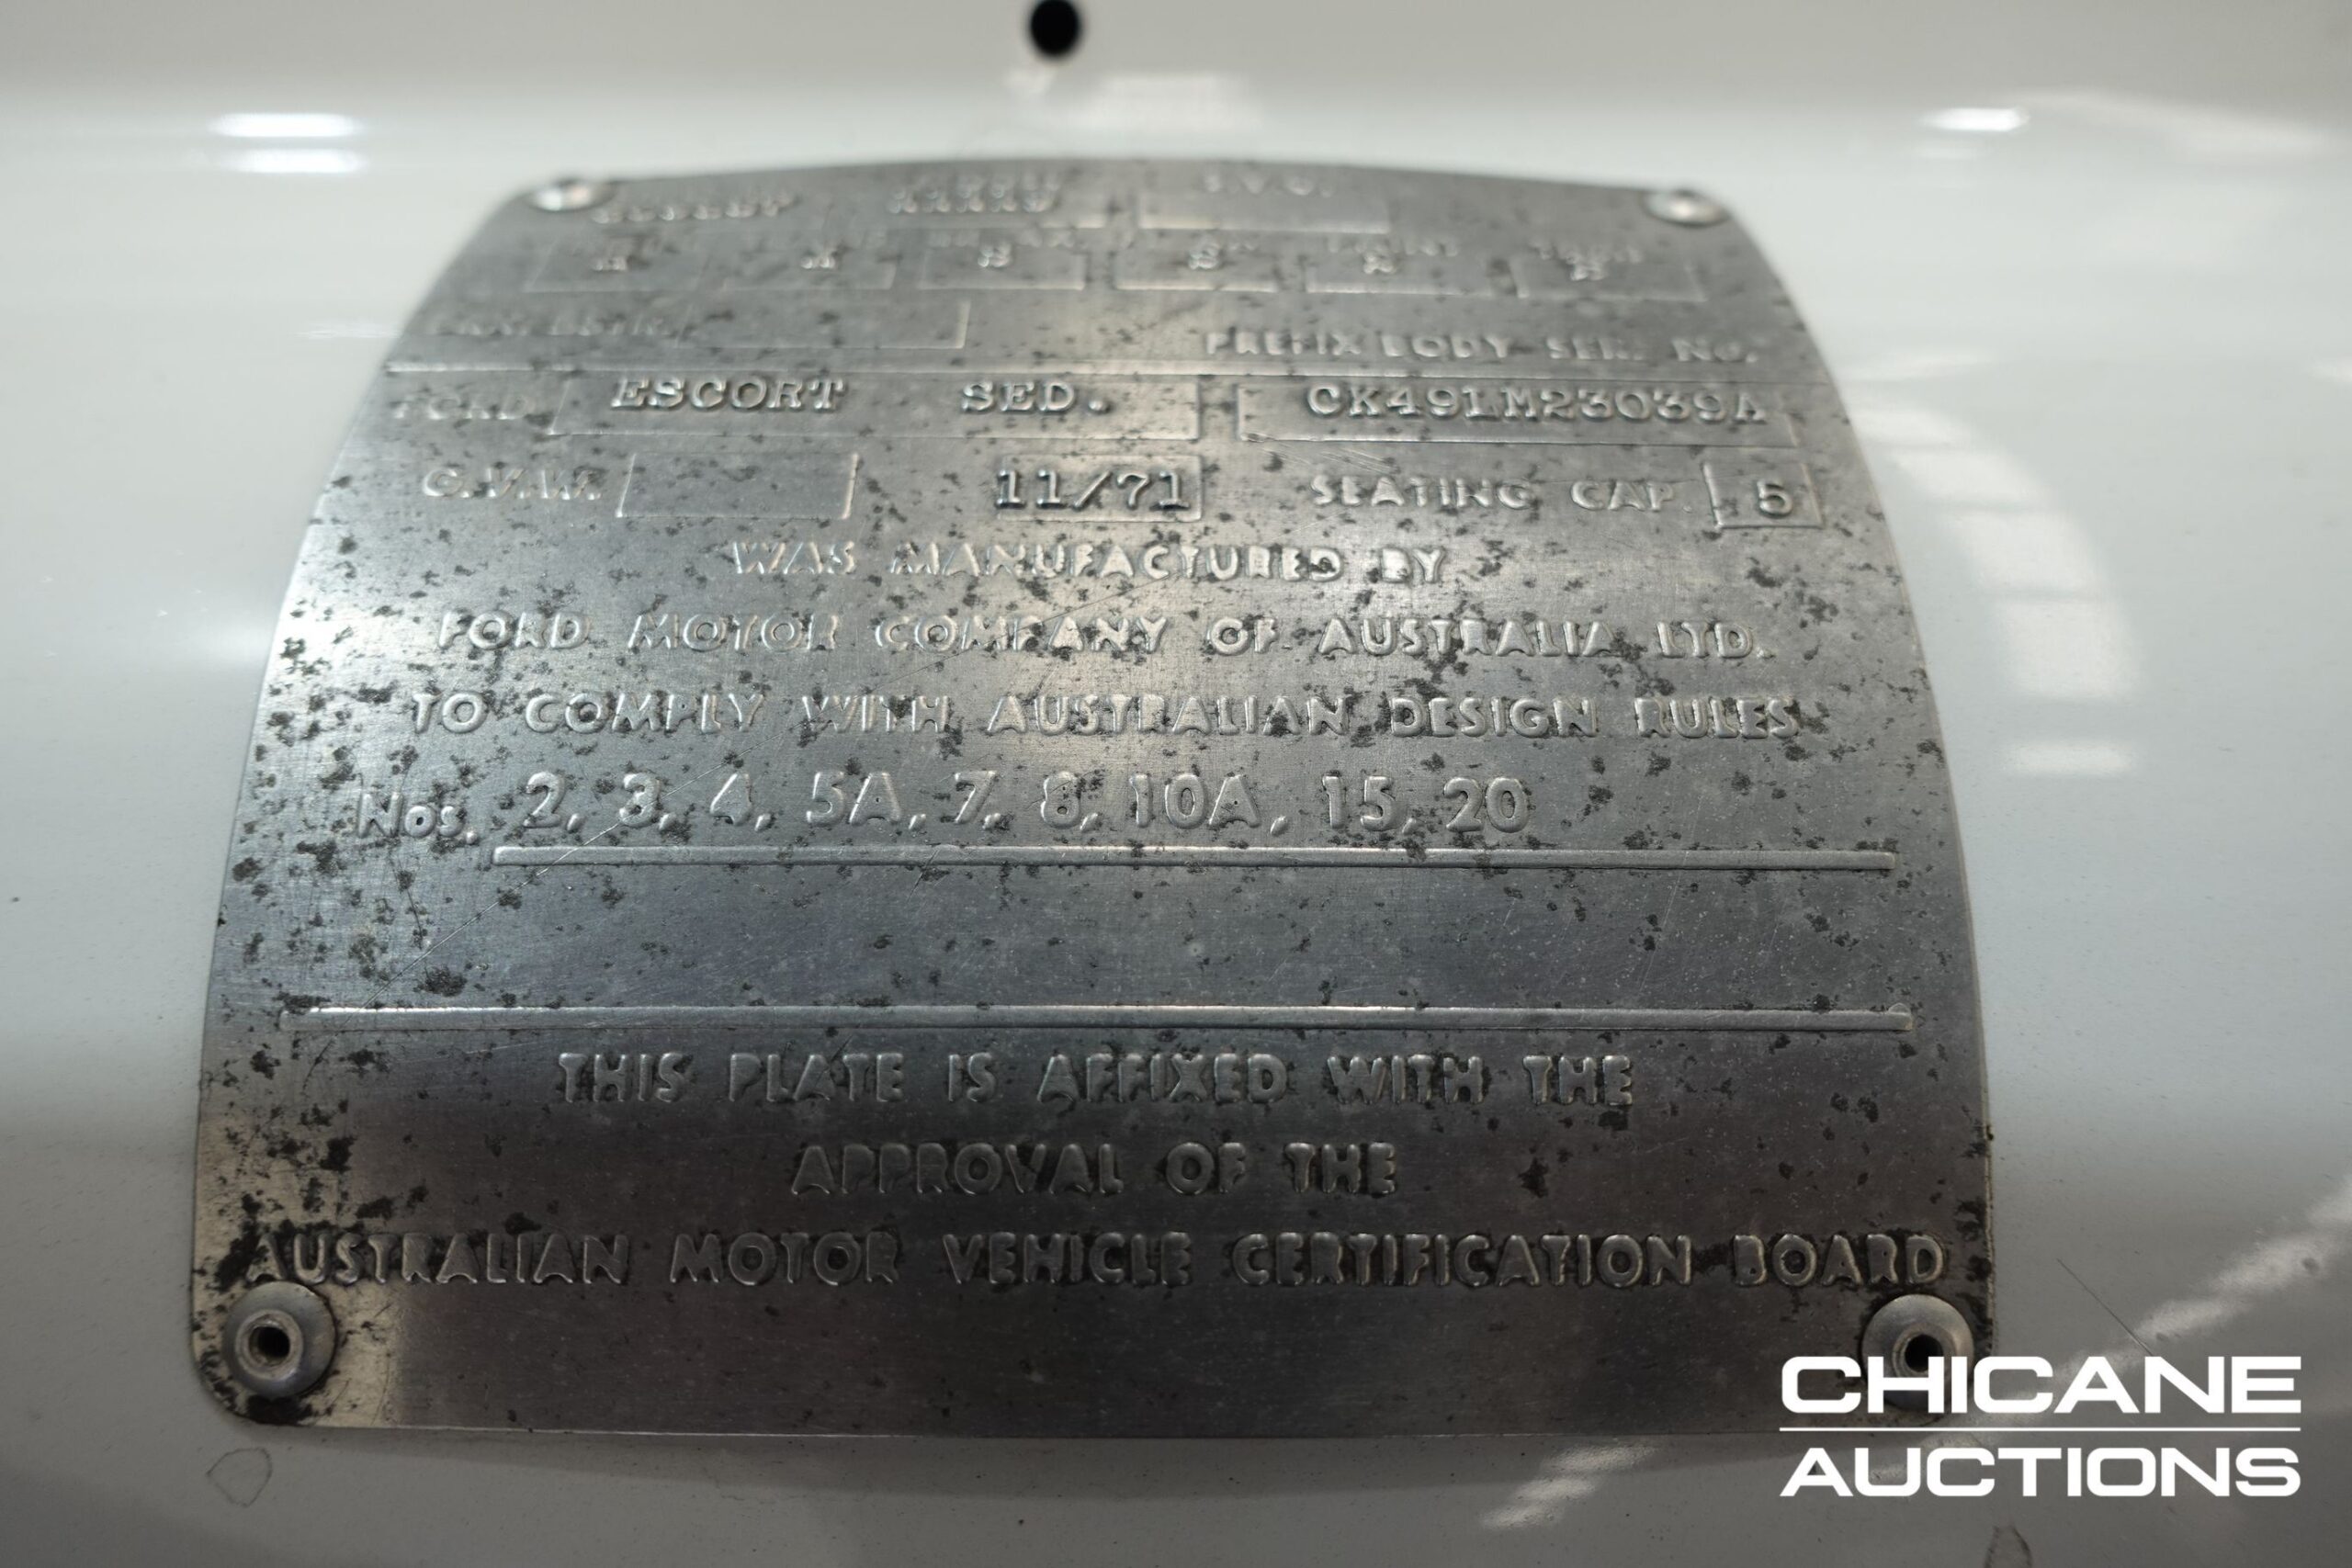 S.V.O.
PREFIX BODY SER. NO.
FORD ESCORT SED. CK49LM23039A
G.V.W. 11/71 SEATING CAP. 5
WAS MANUFACTURED BY
FORD MOTOR COMPANY OF AUSTRALIA LTD.
TO COMPLY WITH AUSTRALIAN DESIGN RULES
Nos. 2, 3, 4, 5A, 7, 8, 10A, 15, 20
THIS PLATE IS AFFIXED WITH THE
APPROVAL OF THE
AUSTRALIAN MOTOR VEHICLE CERTIFICATION BOARD
CHICANE
AUCTIONS